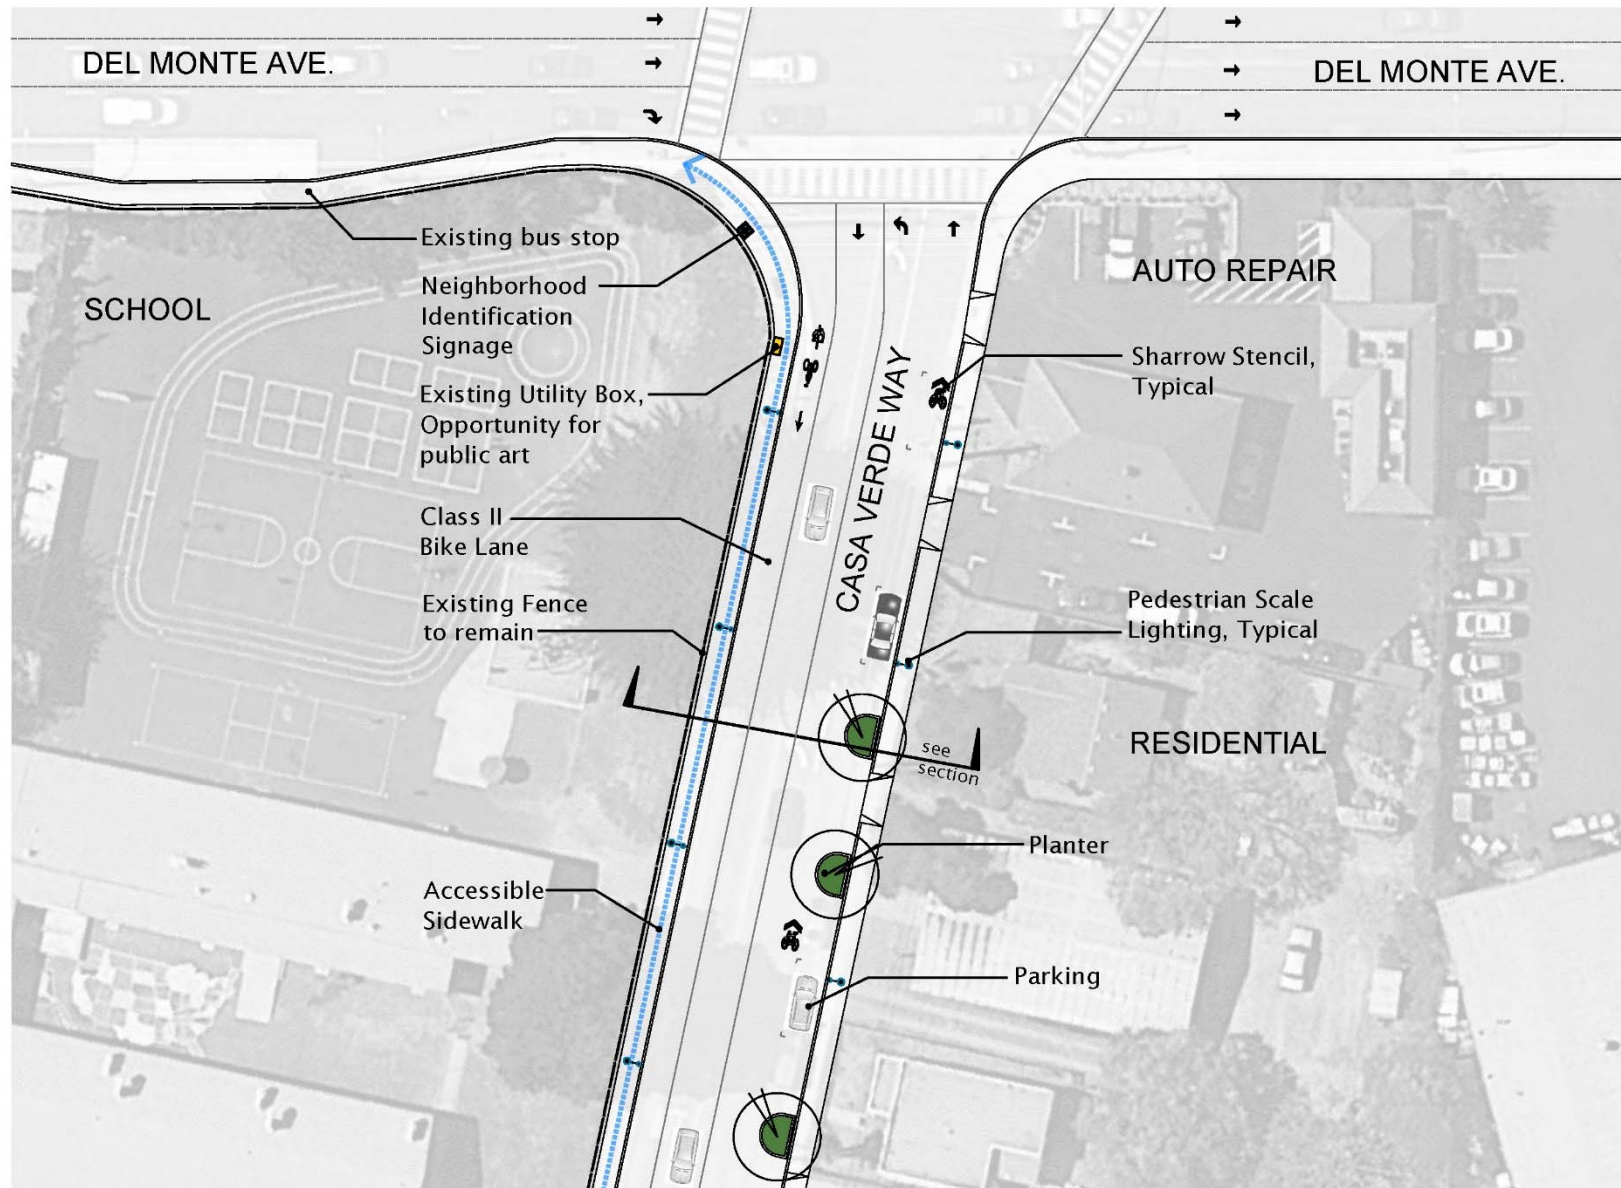 DEL MONTE AVE.
DEL MONTE AVE.
Existing bus stop
SCHOOL
Neighborhood
Identification
Signage
AUTO REPAIR
Existing Utility Box,
Opportunity for
public art
Sharrow Stencil,
Typical
CASA VERDE WAY
Class II
Bike Lane
Existing Fence
to remain
Pedestrian Scale
Lighting, Typical
see
section
RESIDENTIAL
Planter
Accessible
Sidewalk
Parking